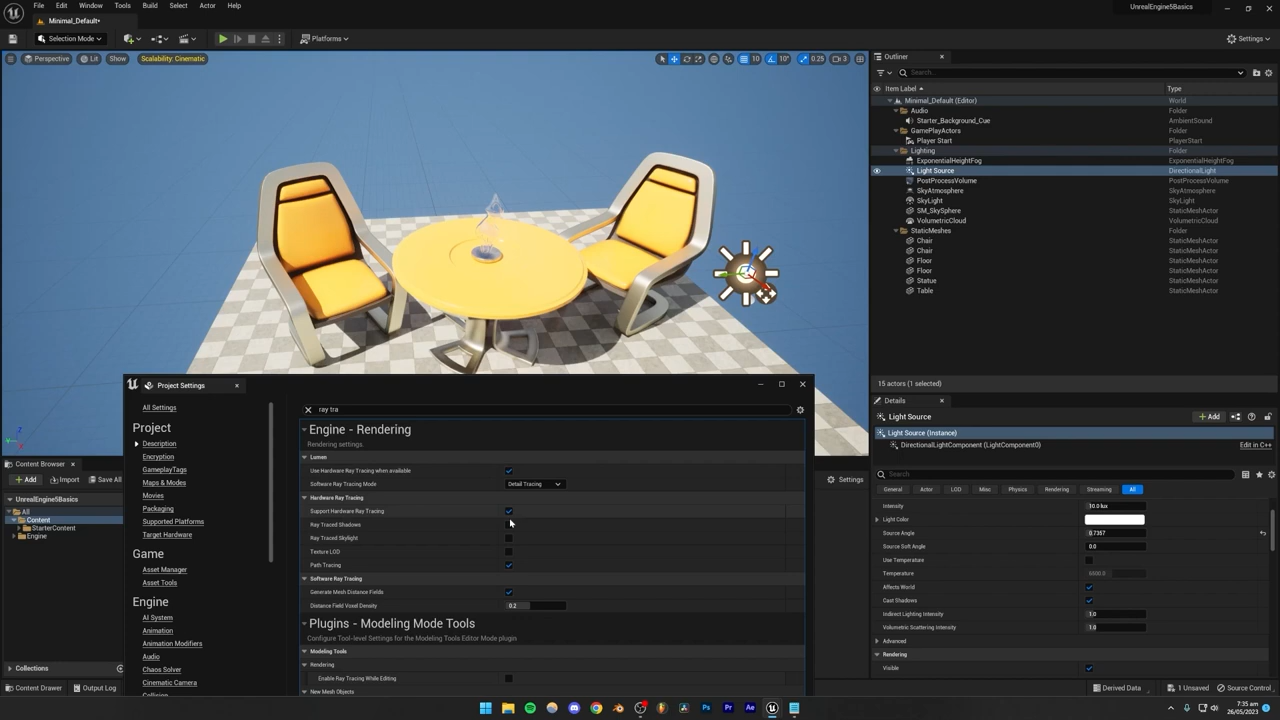 File Edit Window Tools Build Select Actor Help
UnrealEngine5Basics
Minimal_Default*
Selection Mode
Platforms
Settings
Perspective Lit Show Scalability: Cinematic
10 10° 0.25 3
Outliner
Search...
Item Label Type
Minimal_Default (Editor) World
Audio Folder
Starter_Background_Cue AmbientSound
GamePlayActors Folder
Player Start PlayerStart
Lighting Folder
ExponentialHeightFog ExponentialHeightFog
Light Source DirectionalLight
PostProcessVolume PostProcessVolume
SkyAtmosphere SkyAtmosphere
SkyLight SkyLight
SM_SkySphere StaticMeshActor
VolumetricCloud VolumetricCloud
StaticMeshes Folder
Chair StaticMeshActor
Chair StaticMeshActor
Floor StaticMeshActor
Floor StaticMeshActor
Statue StaticMeshActor
Table StaticMeshActor
15 actors (1 selected)
Details
Light Source
Add
Light Source (Instance)
DirectionalLightComponent (LightComponent0) Edit in C++
Search
General Actor LOD Misc Physics Rendering Streaming All
Intensity 10.0 lux
Light Color
Source Angle 0.7357
Source Soft Angle 0.0
Use Temperature
Temperature 6500.0
Affects World
Cast Shadows
Indirect Lighting Intensity 1.0
Volumetric Scattering Intensity 1.0
Advanced
Rendering
Visible
Project Settings
All Settings
Project
Description
Encryption
GameplayTags
Maps & Modes
Movies
Packaging
Supported Platforms
Target Hardware
Game
Asset Manager
Asset Tools
Engine
AI System
Animation
Animation Modifiers
Audio
Chaos Solver
Cinematic Camera
Collision
ray tra
Engine - Rendering
Rendering settings.
Lumen
Use Hardware Ray Tracing when available
Software Ray Tracing Mode Detail Tracing
Hardware Ray Tracing
Support Hardware Ray Tracing
Ray Traced Shadows
Ray Traced Skylight
Texture LOD
Path Tracing
Software Ray Tracing
Generate Mesh Distance Fields
Distance Field Voxel Density 0.2
Plugins - Modeling Mode Tools
Configure Tool-level Settings for the Modeling Tools Editor Mode plugin
Modeling Tools
Rendering
Enable Ray Tracing While Editing
New Mesh Objects
Settings
Content Browser
Add Import Save All
UnrealEngine5Basics
All
Content
StarterContent
Engine
Collections
Content Drawer Output Log
Derived Data 1 Unsaved Source Control
7:35 am
26/05/2023